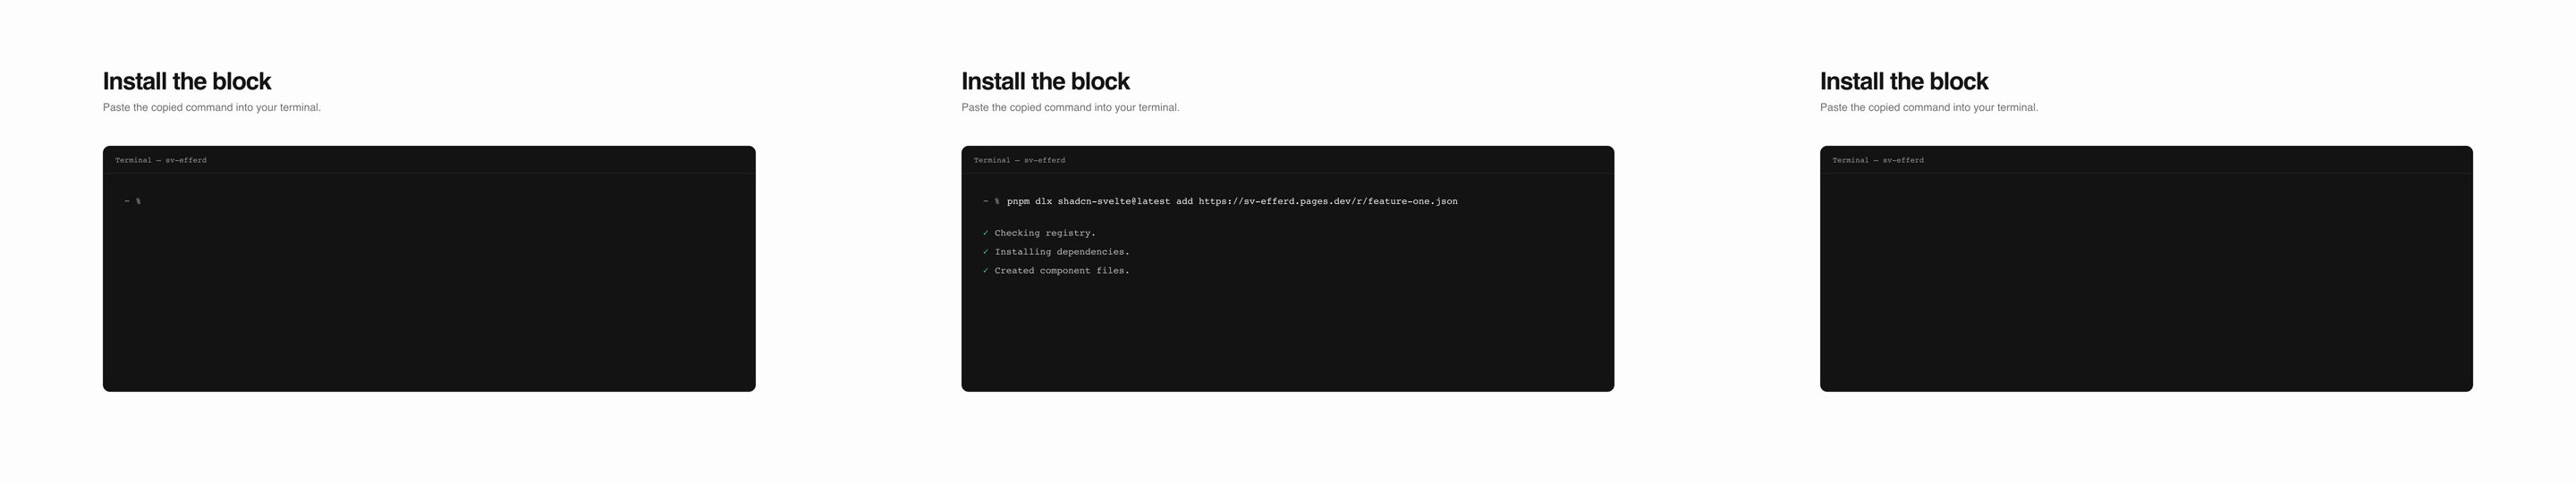 Install the block
Paste the copied command into your terminal.
Terminal — sv-efferd
~ %
Install the block
Paste the copied command into your terminal.
Terminal — sv-efferd
~ % pnpm dlx shadcn-svelte@latest add https://sv-efferd.pages.dev/r/feature-one.json
✓ Checking registry.
✓ Installing dependencies.
✓ Created component files.
Install the block
Paste the copied command into your terminal.
Terminal — sv-efferd